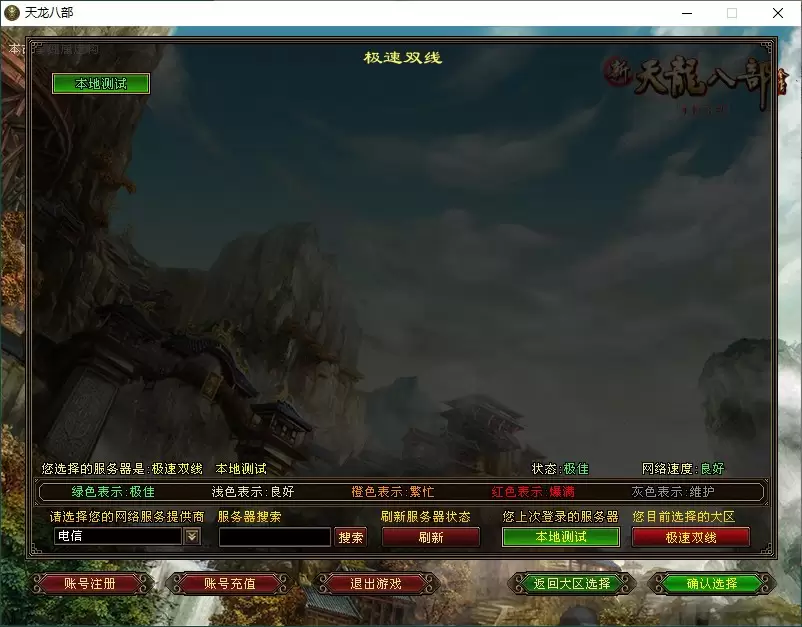 天龙八部
极速双线
本地测试
新天龍八部
您选择的服务器是:极速双线 本地测试 状态:极佳 网络速度:良好
绿色表示:极佳 浅色表示:良好 橙色表示:繁忙 红色表示:爆满 灰色表示:维护
请选择您的网络服务提供商 服务器搜索 刷新服务器状态 您上次登录的服务器 您目前选择的大区
电信 搜索 刷新 本地测试 极速双线
账号注册 账号充值 退出游戏 返回大区选择 确认选择